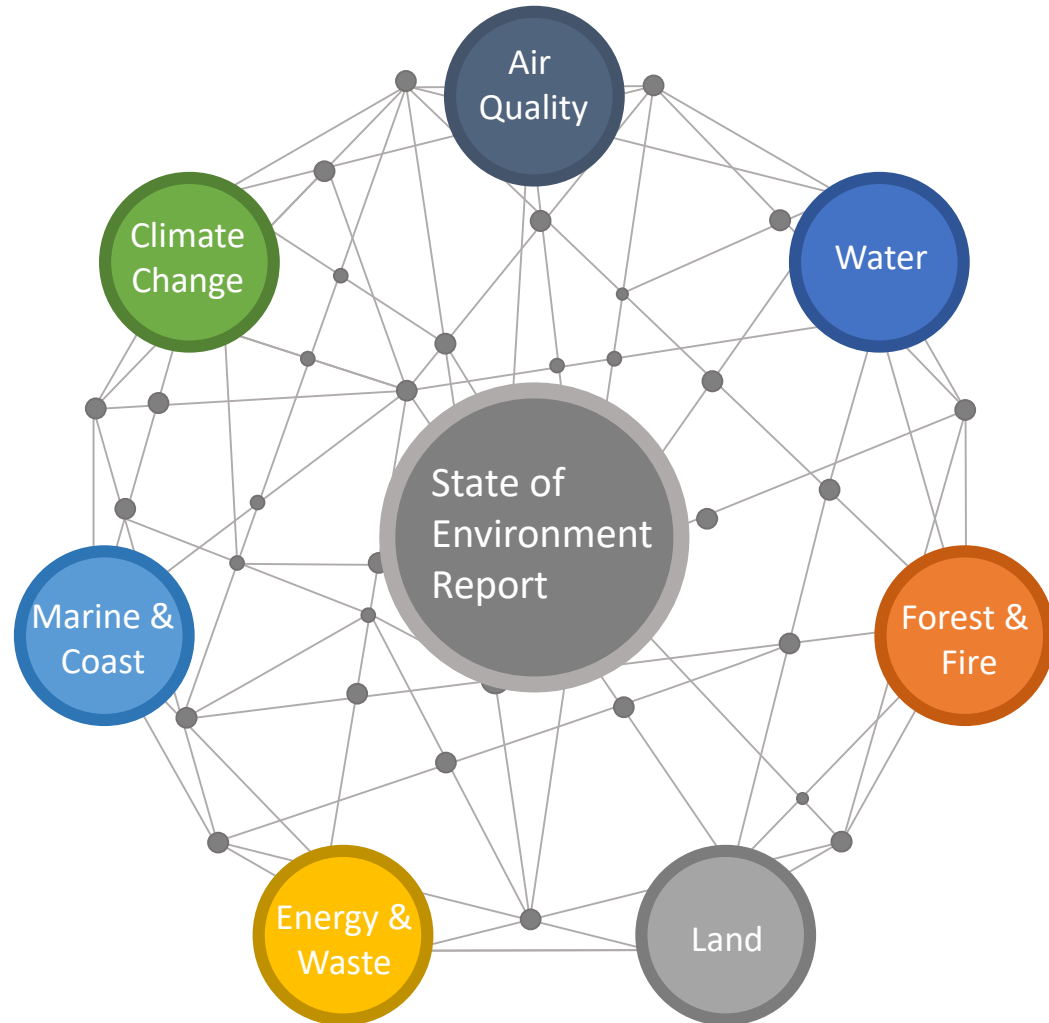 Air
Quality
Climate
Change
Water
State of
Environment
Report
Marine &
Coast
Forest &
Fire
Energy &
Waste
Land